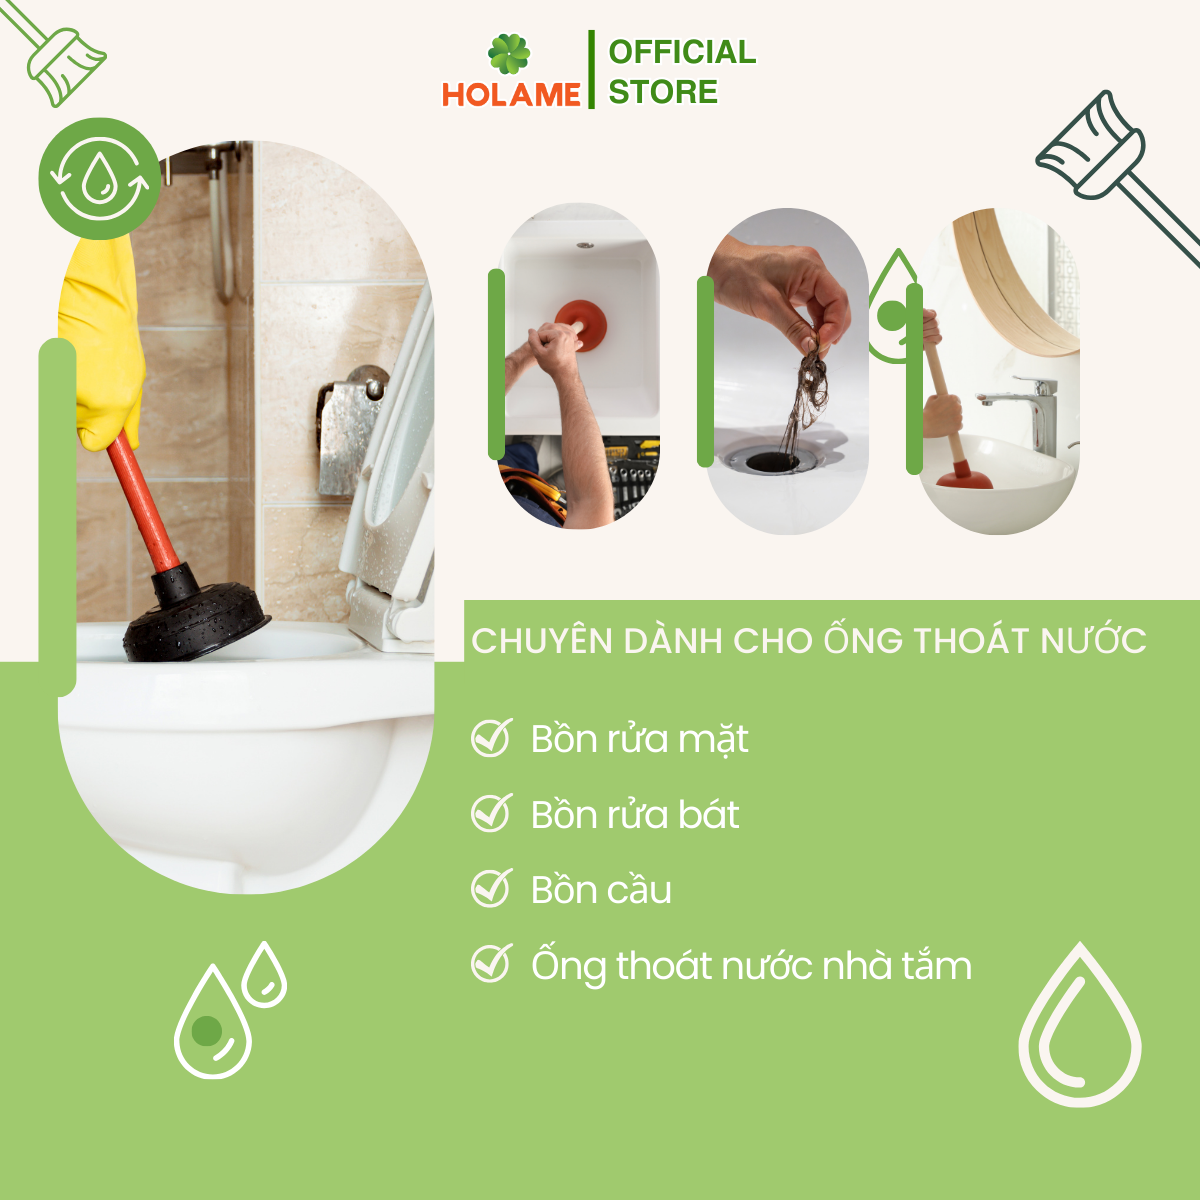 HOLAME
OFFICIAL
STORE
CHUYÊN DÀNH CHO ỐNG THOÁT NƯỚC
Bồn rửa mặt
Bồn rửa bát
Bồn cầu
Ống thoát nước nhà tắm